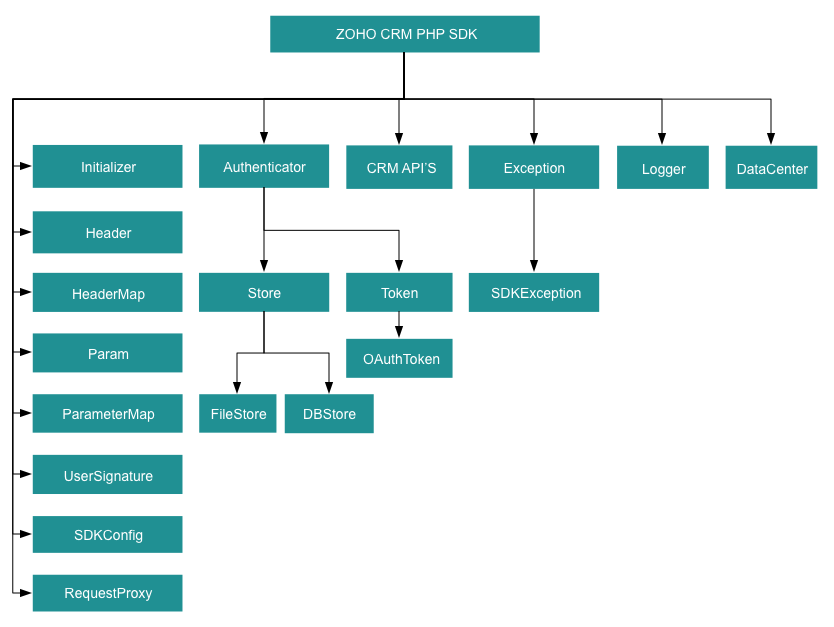 ZOHO CRM PHP SDK
Initializer
Authenticator
CRM API'S
Exception
Logger
DataCenter
Header
HeaderMap
Store
Token
SDKException
Param
OAuthToken
ParameterMap
FileStore
DBStore
UserSignature
SDKConfig
RequestProxy